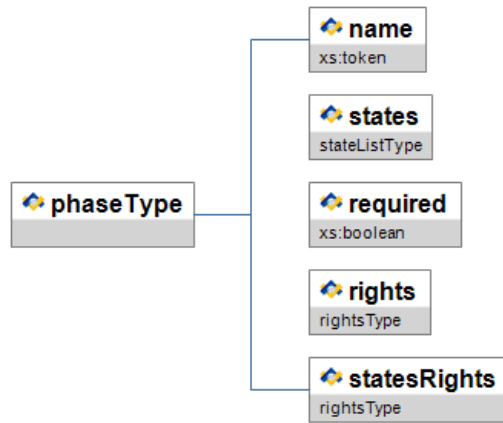 name
xs:token
states
stateListType
phaseType
required
xs:boolean
rights
rightsType
statesRights
rightsType